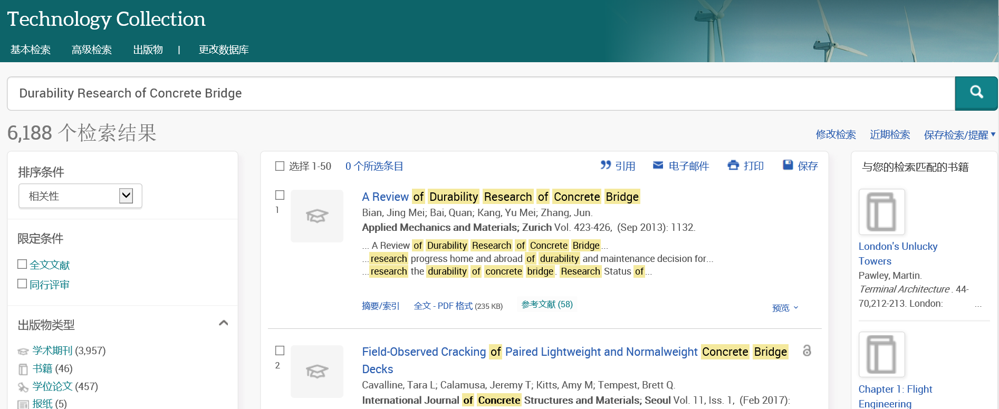 Technology Collection
基本检索 高级检索 出版物 | 更改数据库
Durability Research of Concrete Bridge
6,188 个检索结果
修改检索 近期检索 保存检索/提醒
排序条件
相关性
限定条件
全文文献
同行评审
出版物类型
学术期刊 (3,957)
书籍 (46)
学位论文 (457)
报纸 (5)
选择 1-50 0 个所选条目 引用 电子邮件 打印 保存
1
A Review of Durability Research of Concrete Bridge
Bian, Jing Mei; Bai, Quan; Kang, Yu Mei; Zhang, Jun.
Applied Mechanics and Materials; Zurich Vol. 423-426, (Sep 2013): 1132.
... A Review of Durability Research of Concrete Bridge...
...research progress home and abroad of durability and maintenance decision for...
...research the durability of concrete bridge. Research Status of...
摘要/索引 全文 - PDF 格式 (235 KB) 参考文献 (58) 预览
2
Field-Observed Cracking of Paired Lightweight and Normalweight Concrete Bridge
Decks
Cavalline, Tara L; Calamusa, Jeremy T; Kitts, Amy M; Tempest, Brett Q.
International Journal of Concrete Structures and Materials; Seoul Vol. 11, Iss. 1, (Feb 2017):
与您的检索匹配的书籍
London's Unlucky
Towers
Pawley, Martin.
Terminal Architecture . 44-
70,212-213. London: ...
Chapter 1: Flight
Engineering